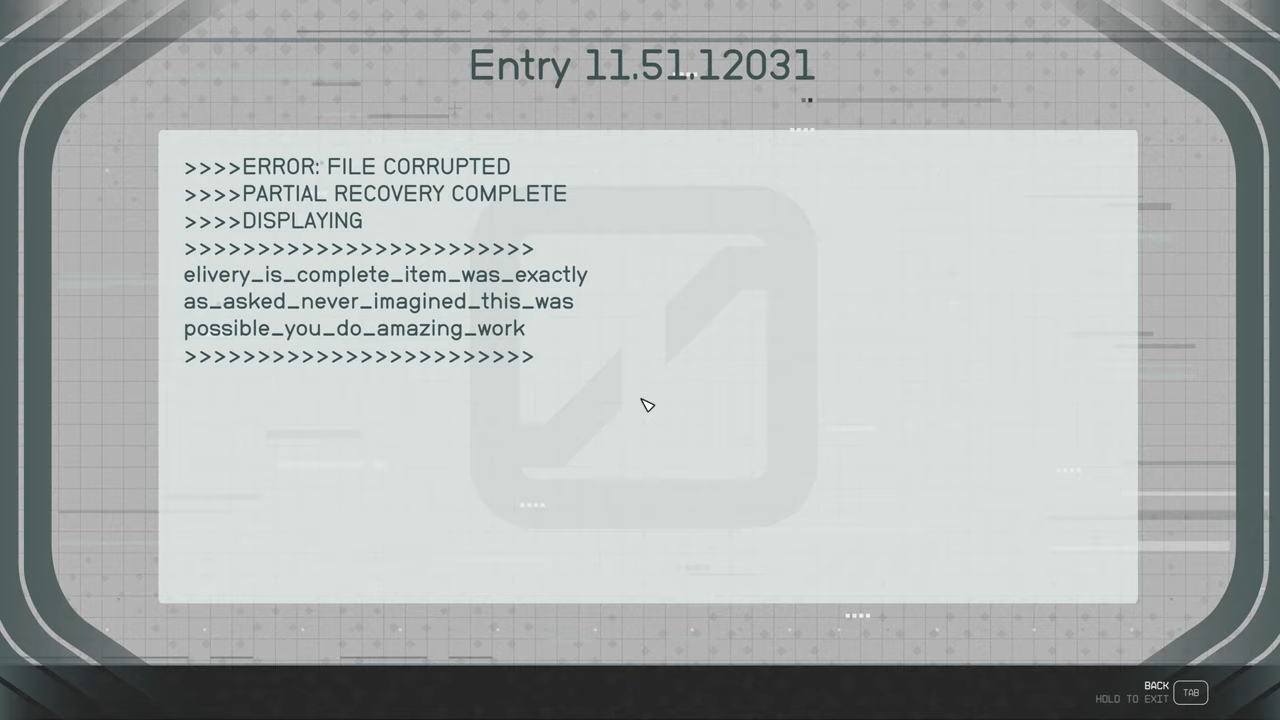 Entry 11.51.12031
>>>>ERROR: FILE CORRUPTED
>>>>PARTIAL RECOVERY COMPLETE
>>>>DISPLAYING
>>>>>>>>>>>>>>>>>>>>>>>>
elivery_is_complete_item_was_exactly
as_asked_never_imagined_this_was
possible_you_do_amazing_work
>>>>>>>>>>>>>>>>>>>>>>>>
BACK
HOLD TO EXIT TAB